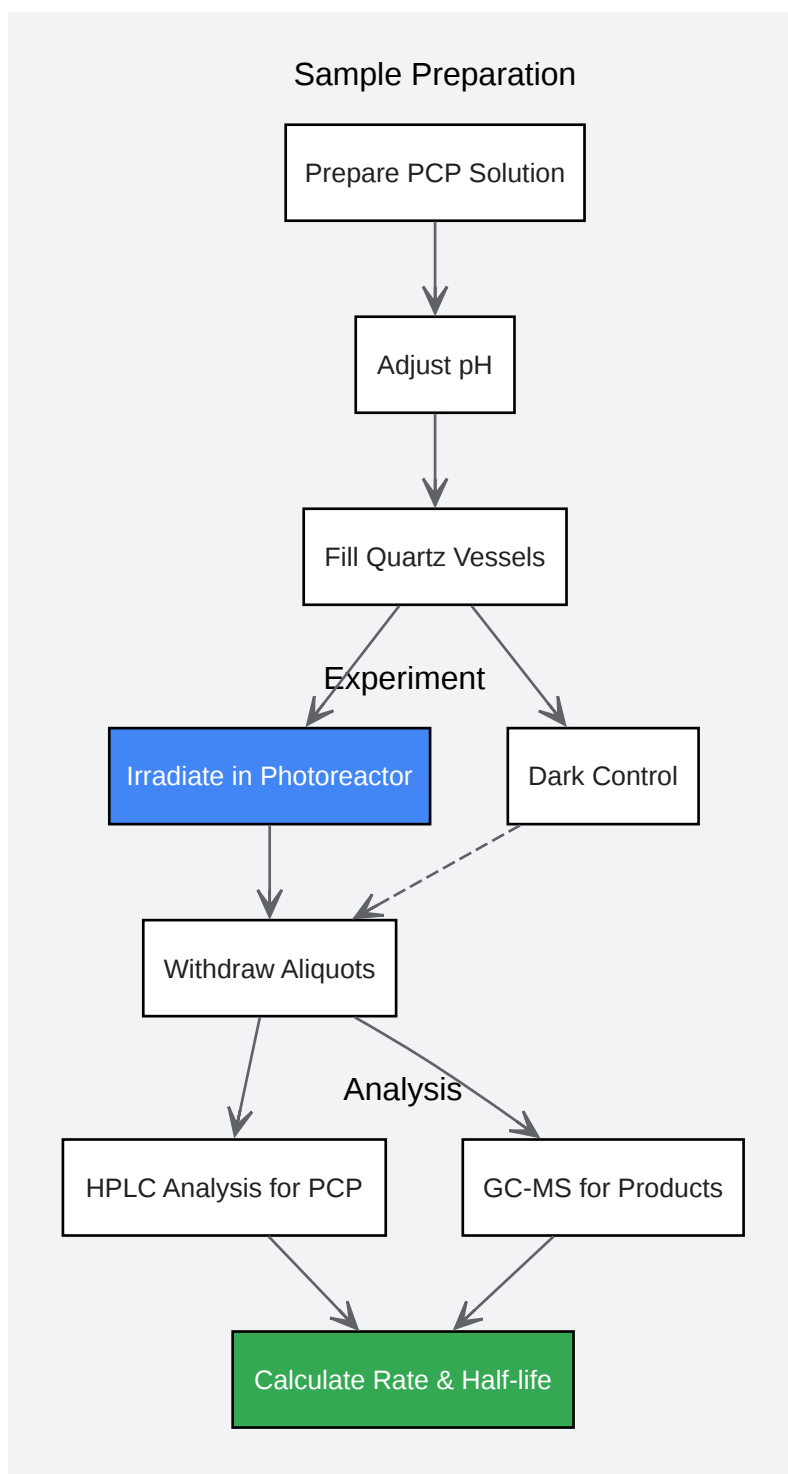 Sample Preparation
Prepare PCP Solution
Adjust pH
Fill Quartz Vessels
Experiment
Irradiate in Photoreactor
Dark Control
Withdraw Aliquots
Analysis
HPLC Analysis for PCP
GC-MS for Products
Calculate Rate & Half-life